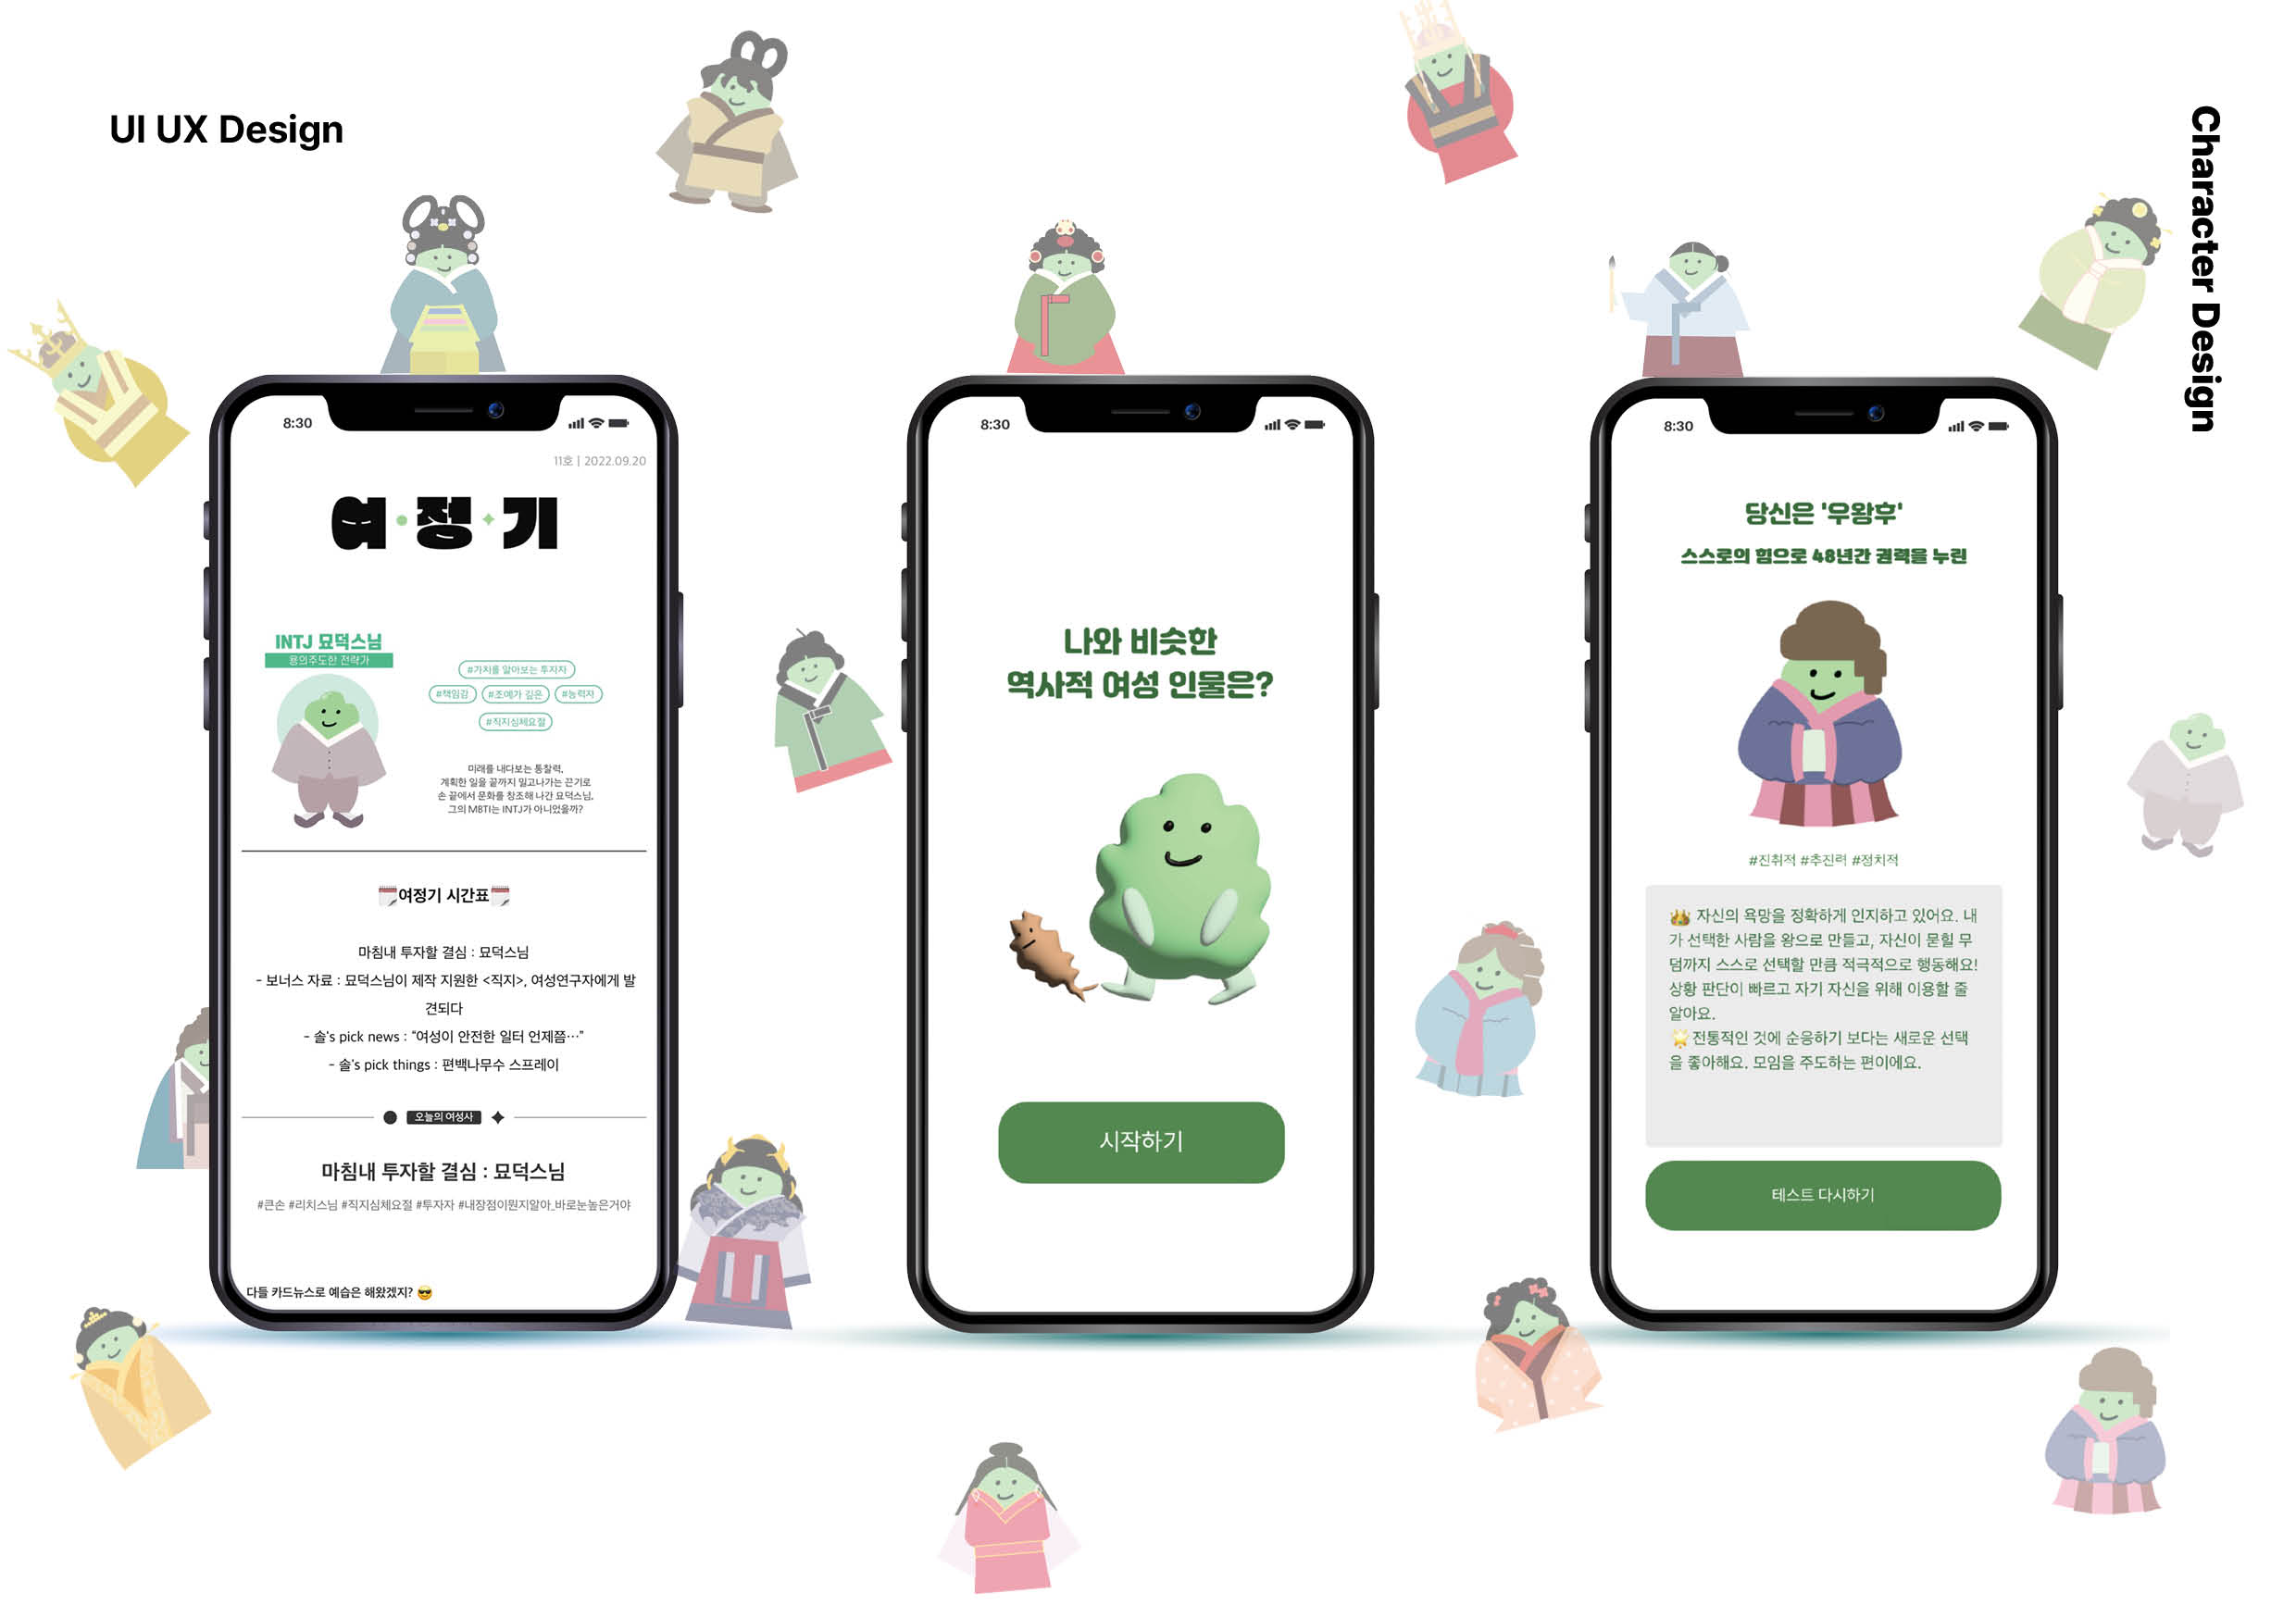 UI UX Design
Character Design
8:30
11호 | 2022.09.20
여·정·기
INTJ 묘덕스님
용의주도한 전략가
#가치를 알아보는 투자자
#책임감 #조예가 깊은 #능력자
#직지심체요절
미래를 내다보는 통찰력,
계획한 일을 끝까지 밀고나가는 끈기로
손 끝에서 문화를 창조해 나간 묘덕스님,
그의 MBTI는 INTJ가 아니었을까?
여정기 시간표
마침내 투자할 결심 : 묘덕스님
- 보너스 자료 : 묘덕스님이 제작 지원한 <직지>, 여성연구자에게 발
견되다
- 솔's pick news : “여성이 안전한 일터 언제쯤…”
- 솔's pick things : 편백나무수 스프레이
오늘의 여성사
마침내 투자할 결심 : 묘덕스님
#큰손 #리치스님 #직지심체요절 #투자자 #내장점이뭔지알아_바로눈높은거야
다들 카드뉴스로 예습은 해왔겠지? 😎
8:30
나와 비슷한
역사적 여성 인물은?
시작하기
8:30
당신은 '우왕후'
스스로의 힘으로 48년간 권력을 누린
#진취적 #추진력 #정치적
👑 자신의 욕망을 정확하게 인지하고 있어요. 내
가 선택한 사람을 왕으로 만들고, 자신이 묻힐 무
덤까지 스스로 선택할 만큼 적극적으로 행동해요!
상황 판단이 빠르고 자기 자신을 위해 이용할 줄
알아요.
🌟전통적인 것에 순응하기 보다는 새로운 선택
을 좋아해요. 모임을 주도하는 편이에요.
테스트 다시하기